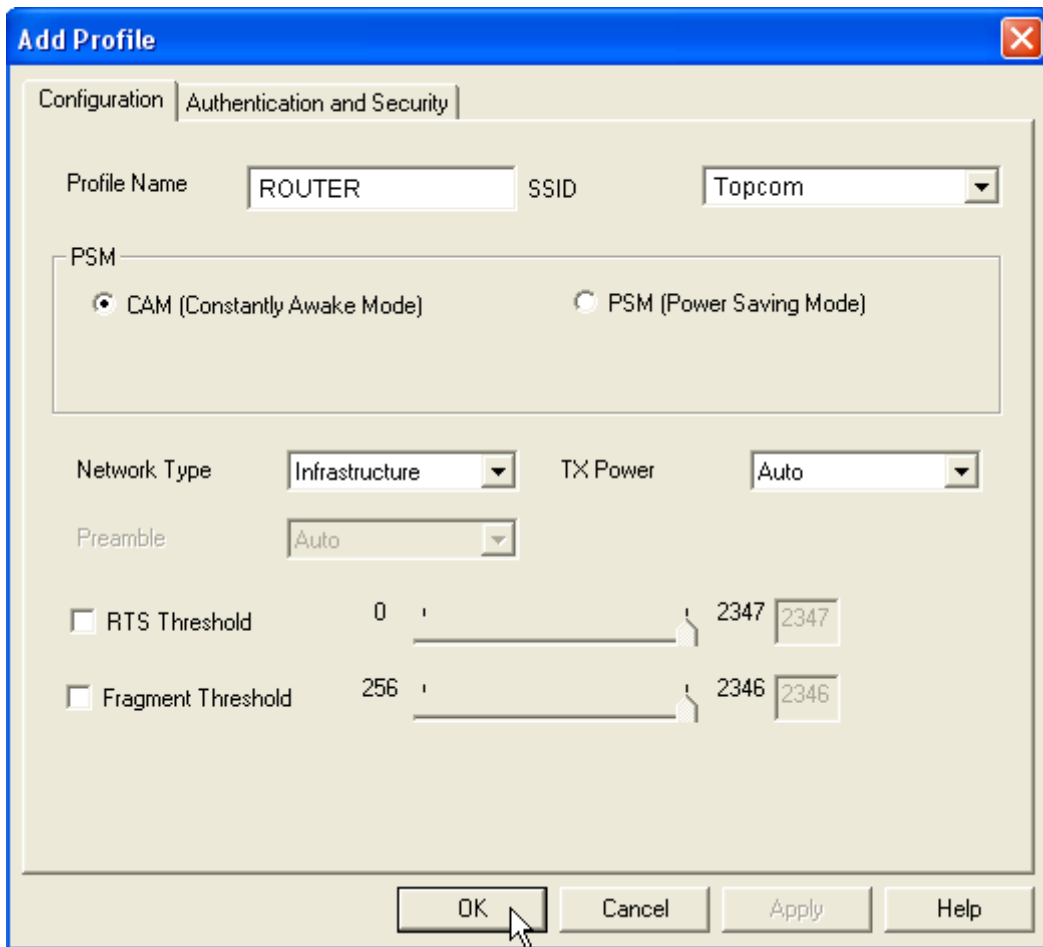 Add Profile
Configuration
Authentication and Security
Profile Name ROUTER SSID Topcom
PSM
CAM (Constantly Awake Mode) PSM (Power Saving Mode)
Network Type Infrastructure TX Power Auto
Preamble Auto
RTS Threshold 0 2347 2347
Fragment Threshold 256 2346 2346
OK Cancel Apply Help